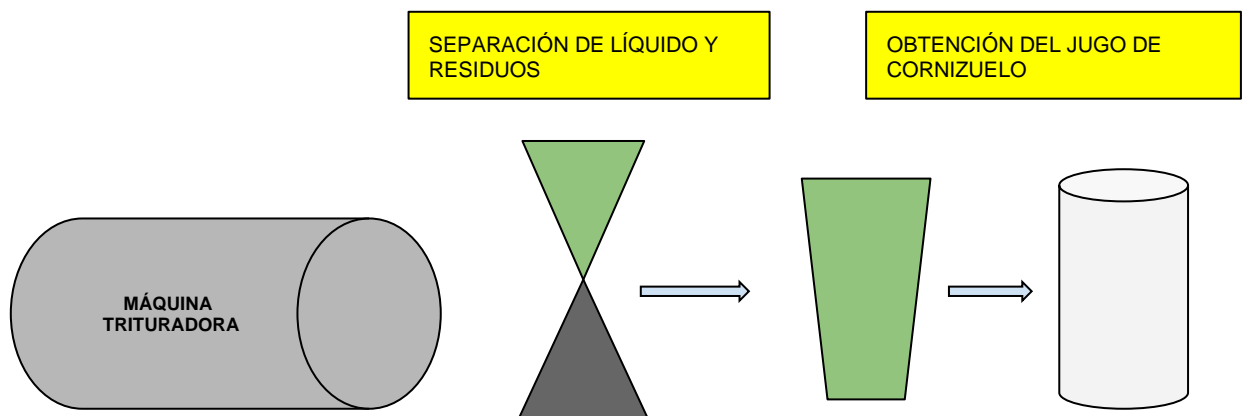 SEPARACIÓN DE LÍQUIDO Y
RESIDUOS
OBTENCIÓN DEL JUGO DE
CORNIZUELO
MÁQUINA
TRITURADORA